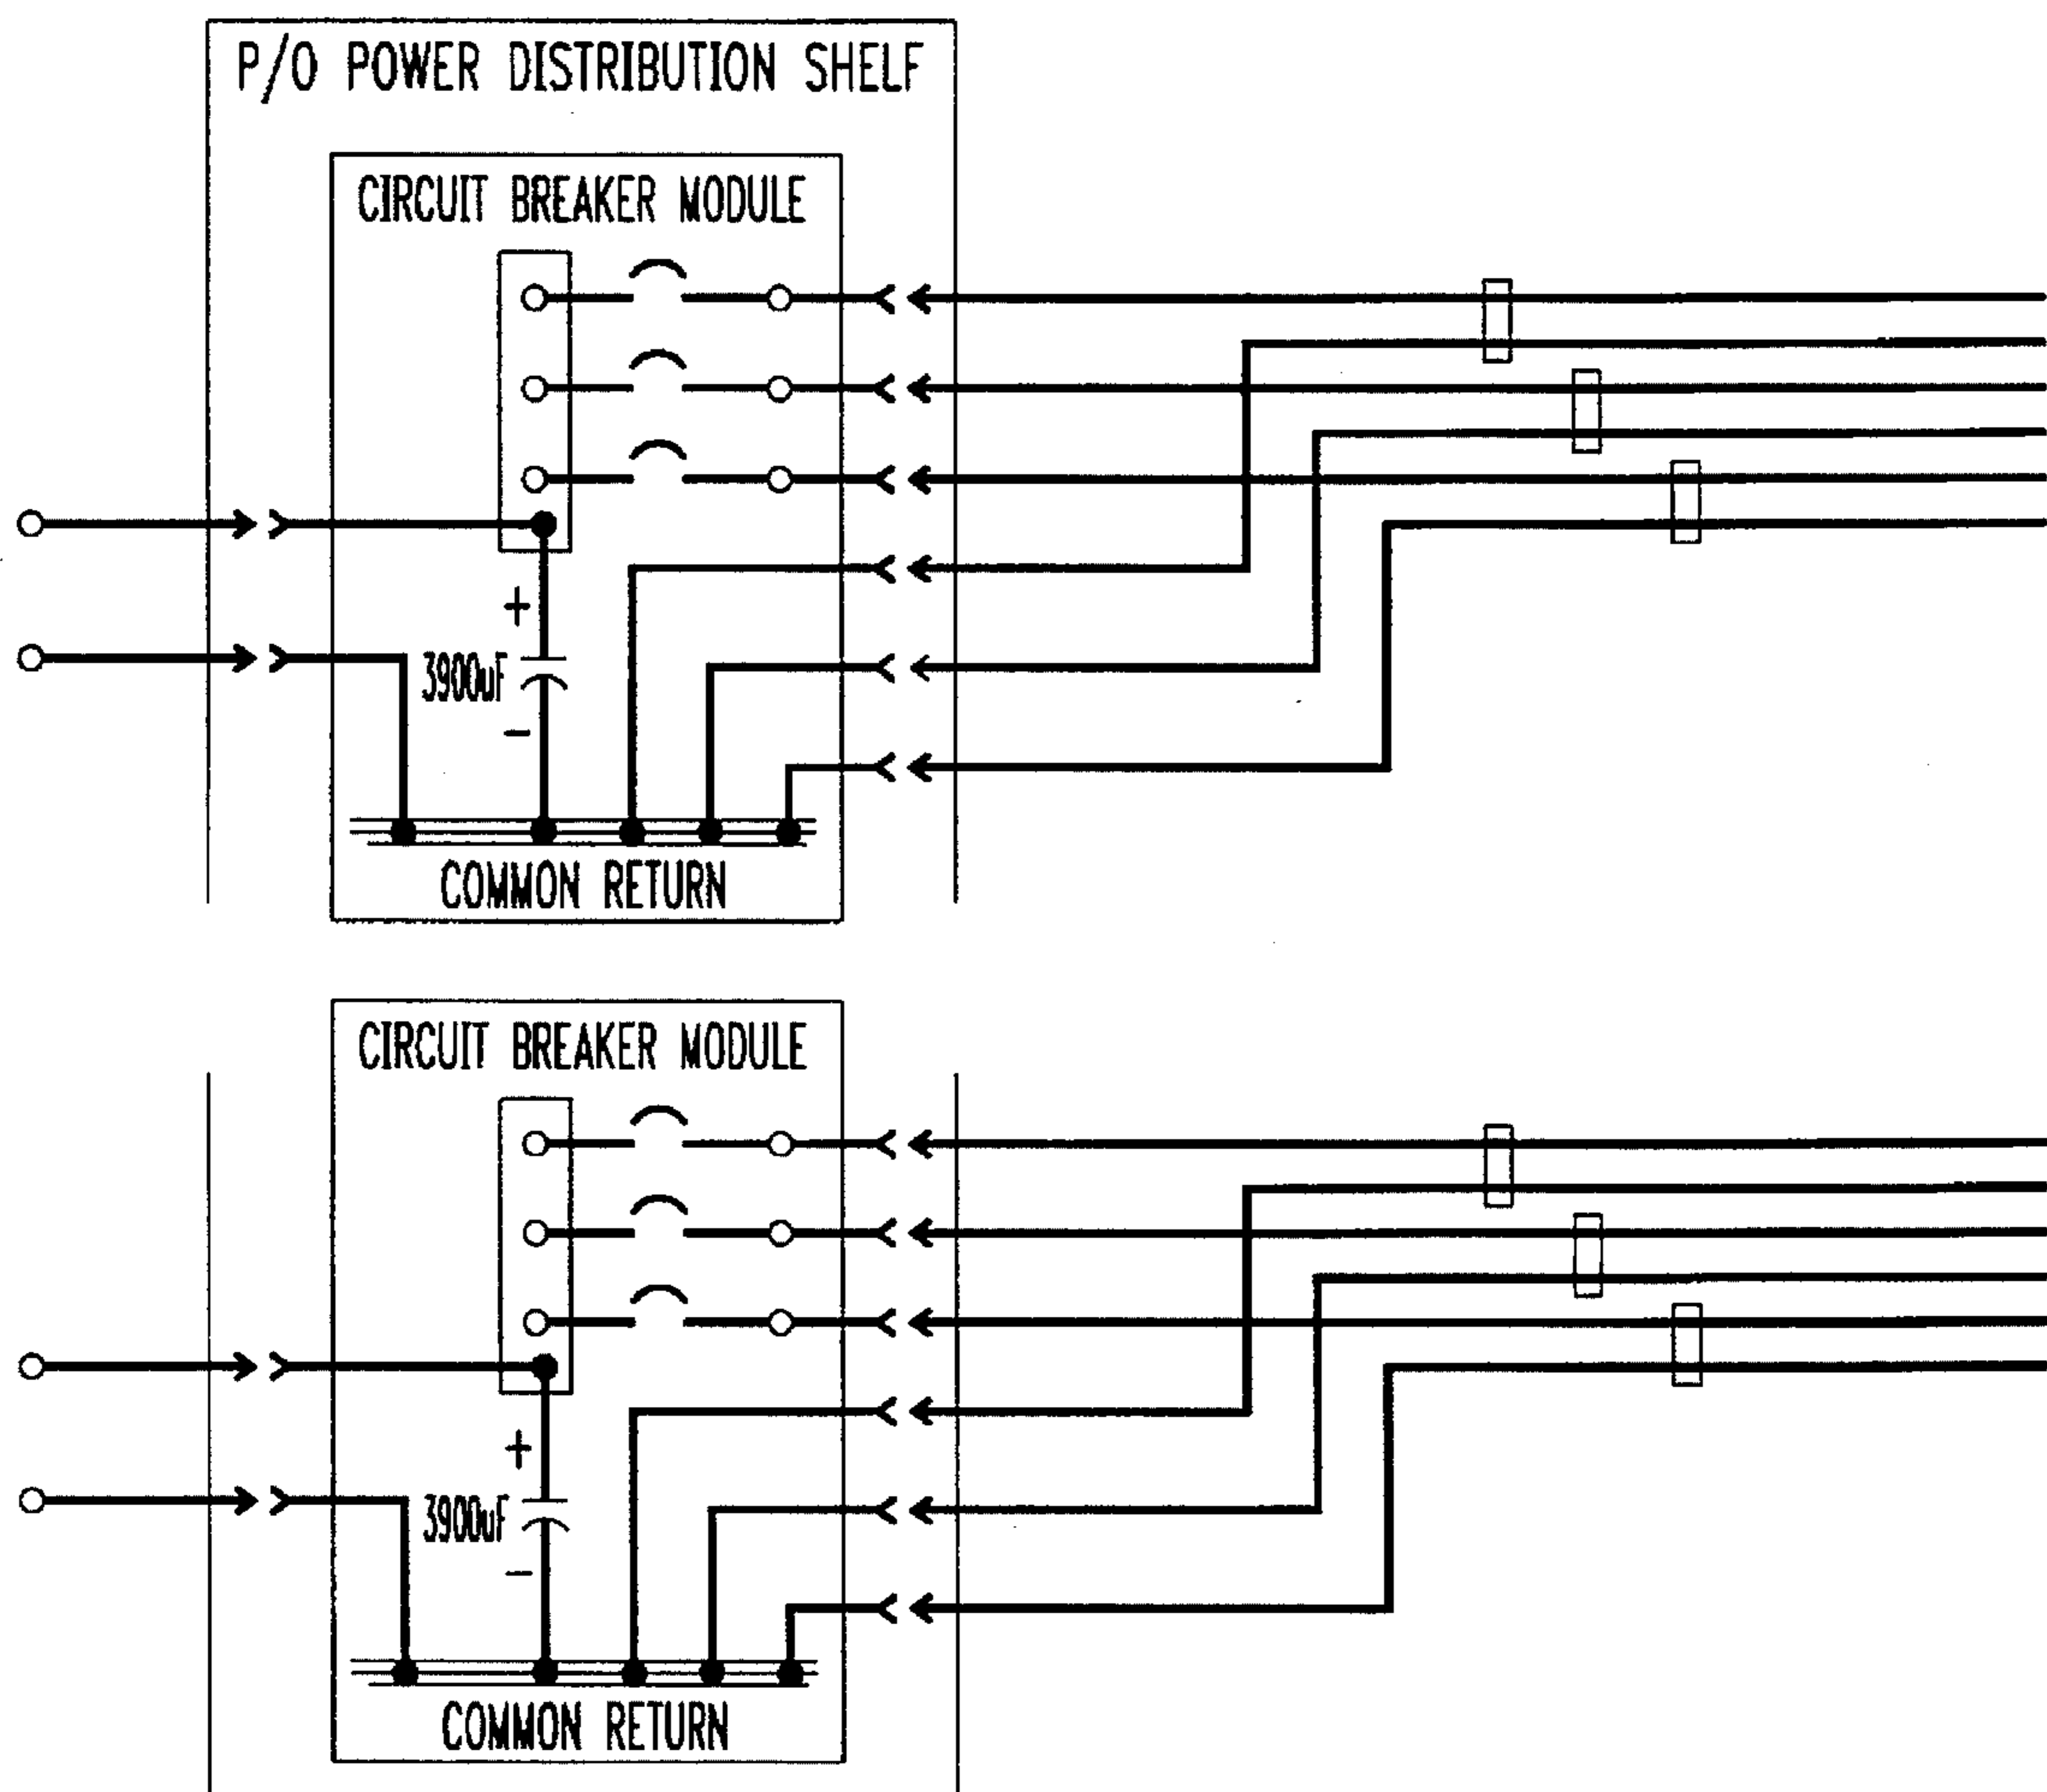 P/O POWER DISTRIBUTION SHELF
CIRCUIT BREAKER MODULE
+
3900uF
-
COMMON RETURN
CIRCUIT BREAKER MODULE
+
3900uF
-
COMMON RETURN